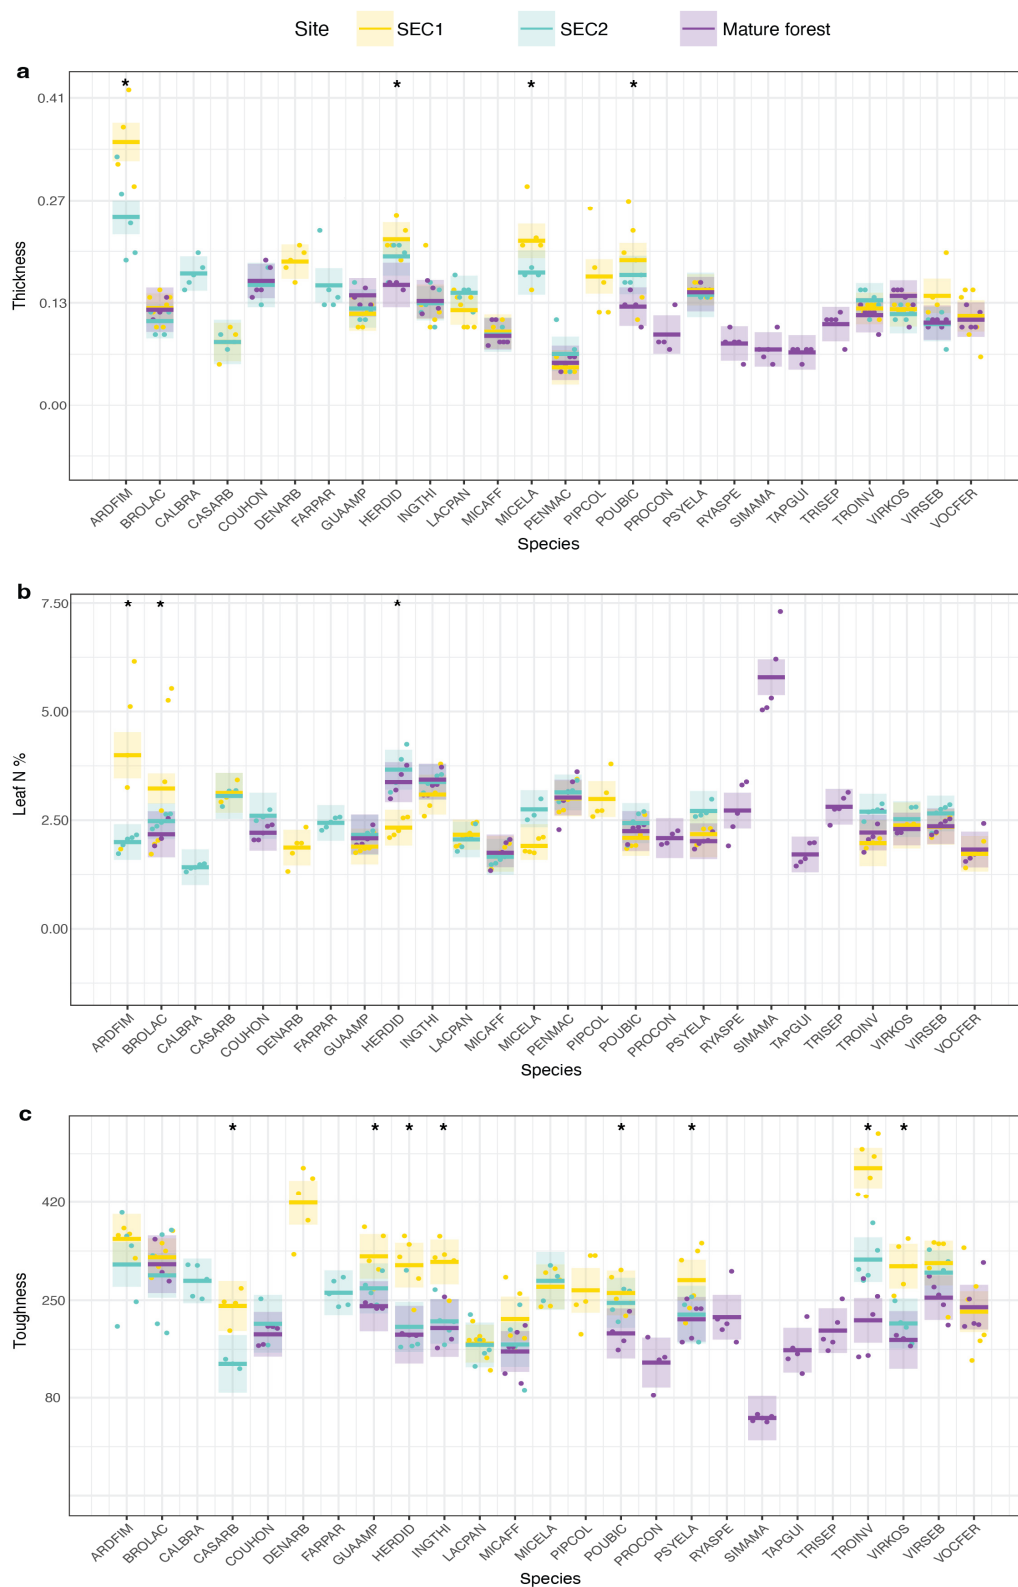 Site SEC1 SEC2 Mature forest
a
* * * *
0.41
0.27
0.13
0.00
Thickness
ARDFIM BROLAC CALBRA CASARB COUHON DENARB FARPAR GUAAMP HERDID INGTHI LACPAN MICAFF MICELA PENMAC PIPCOL POUBIC PROCON PSYELA RYASPE SIMAMA TAPGUI TRISEP TROINV VIRKOS VIRSEB VOCFER
Species
b
* * *
7.50
5.00
2.50
0.00
Leaf N %
ARDFIM BROLAC CALBRA CASARB COUHON DENARB FARPAR GUAAMP HERDID INGTHI LACPAN MICAFF MICELA PENMAC PIPCOL POUBIC PROCON PSYELA RYASPE SIMAMA TAPGUI TRISEP TROINV VIRKOS VIRSEB VOCFER
Species
c
* * * * * * * *
420
250
80
Toughness
ARDFIM BROLAC CALBRA CASARB COUHON DENARB FARPAR GUAAMP HERDID INGTHI LACPAN MICAFF MICELA PIPCOL POUBIC PROCON PSYELA RYASPE SIMAMA TAPGUI TRISEP TROINV VIRKOS VIRSEB VOCFER
Species